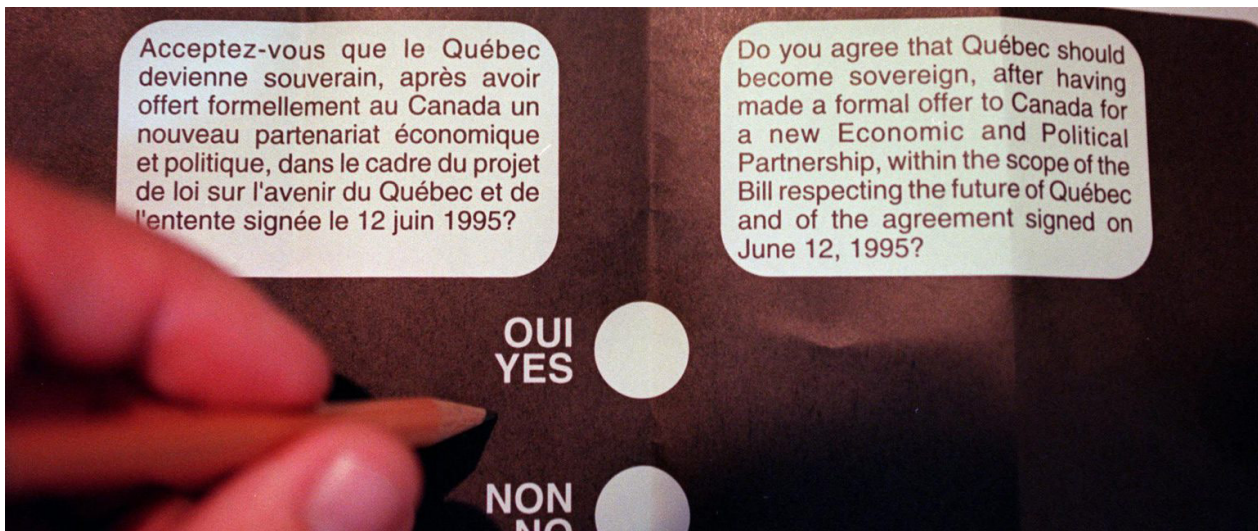 Acceptez-vous que le Québec
devienne souverain, après avoir
offert formellement au Canada un
nouveau partenariat économique
et politique, dans le cadre du projet
de loi sur l'avenir du Québec et de
l'entente signée le 12 juin 1995?
Do you agree that Québec should
become sovereign, after having
made a formal offer to Canada for
a new Economic and Political
Partnership, within the scope of the
Bill respecting the future of Québec
and of the agreement signed on
June 12, 1995?
OUI
YES
NON
NO